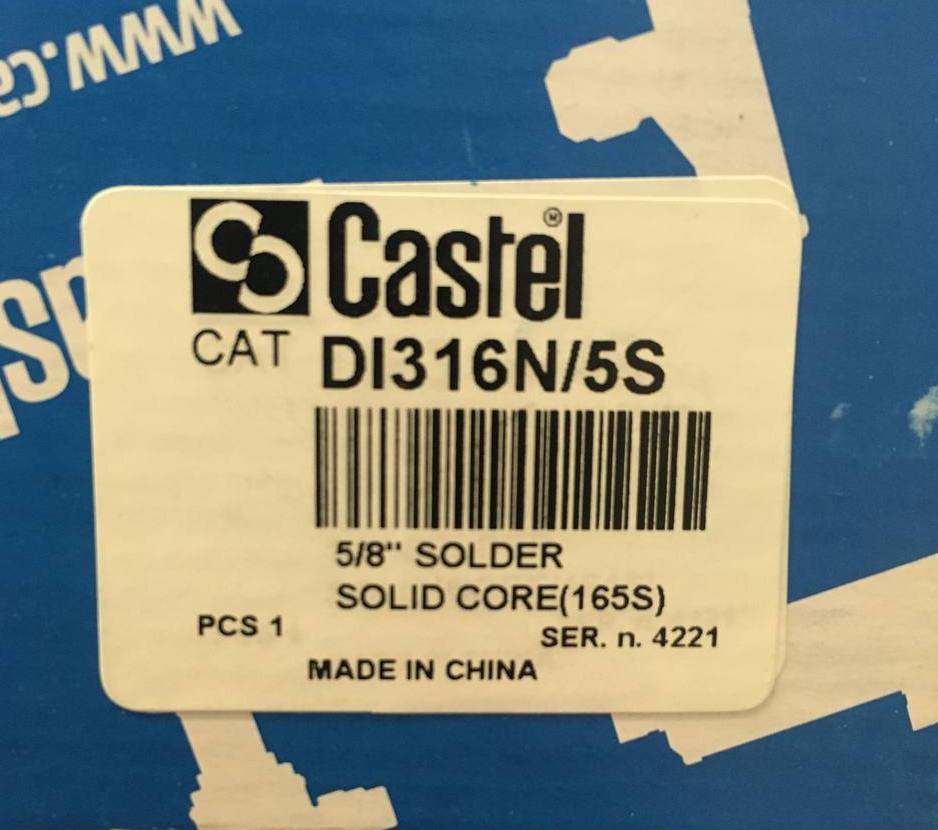 www.ca
Castel®
CAT DI316N/5S
5/8" SOLDER
SOLID CORE(165S)
PCS 1
SER. n. 4221
MADE IN CHINA